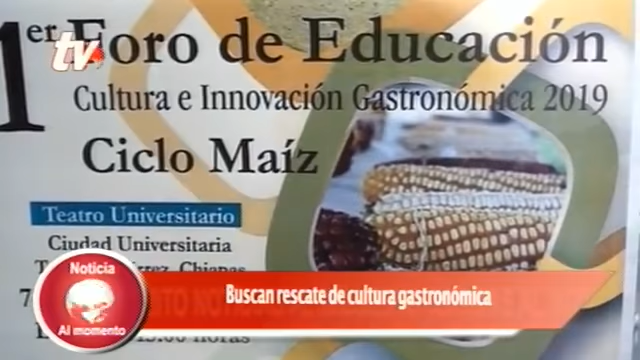 1er Foro de Educación
tv
Cultura e Innovación Gastronómica 2019
Ciclo Maíz
Teatro Universitario
Ciudad Universitaria
Chiapas
Noticia
Al momento
Buscan rescate de cultura gastronómica